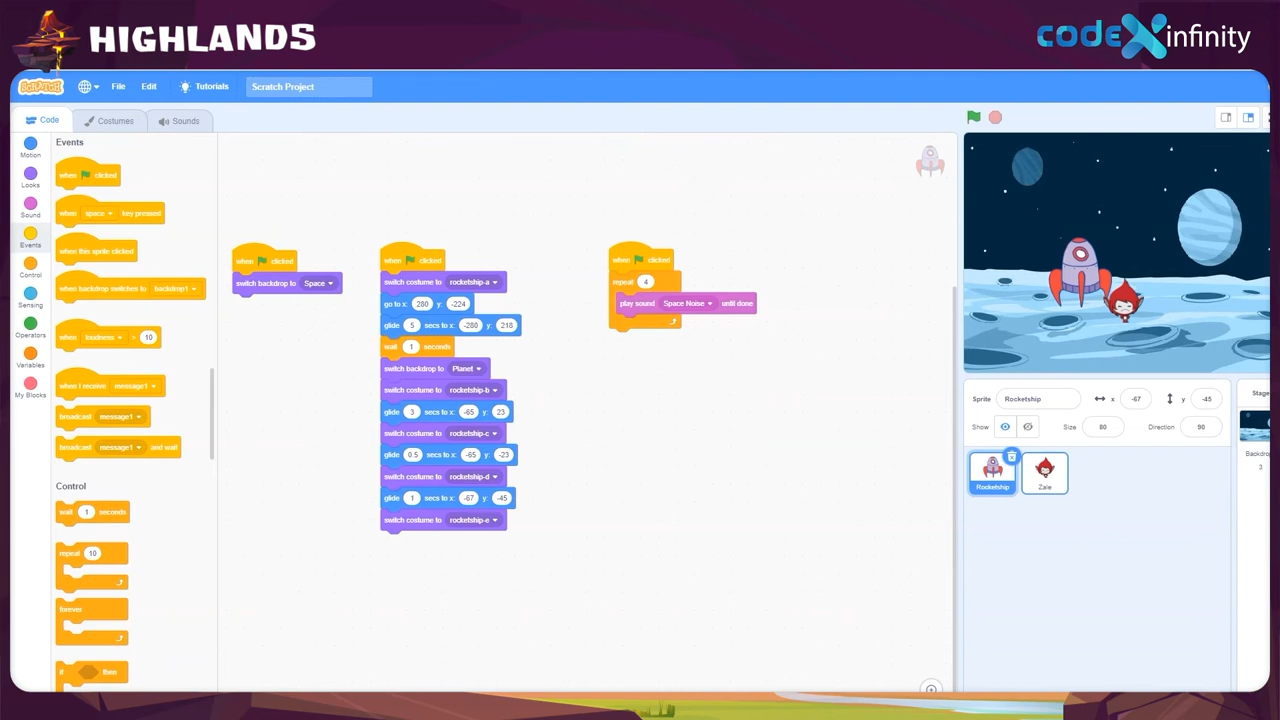 HIGHLANDS
codeXinfinity
SCRATCH
File
Edit
Tutorials
Scratch Project
Code
Costumes
Sounds
Motion
Looks
Sound
Events
Control
Sensing
Operators
Variables
My Blocks
Events
when clicked
when space key pressed
when this sprite clicked
when backdrop switches to backdrop1
when loudness > 10
when I receive message1
broadcast message1
broadcast message1 and wait
Control
wait 1 seconds
repeat 10
forever
if then
when clicked
switch backdrop to Space
when clicked
switch costume to rocketship-a
go to x: 280 y: -224
glide 5 secs to x: -280 y: 218
wait 1 seconds
switch backdrop to Planet
switch costume to rocketship-b
glide 3 secs to x: -65 y: 23
switch costume to rocketship-c
glide 0.5 secs to x: -65 y: -23
switch costume to rocketship-d
glide 1 secs to x: -67 y: -45
switch costume to rocketship-e
when clicked
repeat 4
play sound Space Noise until done
Sprite Rocketship x -67 y -45
Show Size 80 Direction 90
Rocketship
Zale
Stage
Backdrop
3